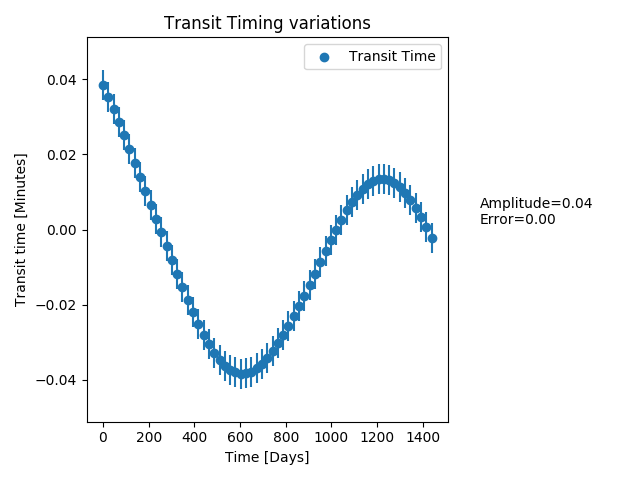 Transit Timing variations
Transit Time
Transit time [Minutes]
0.04
0.02
0.00
−0.02
−0.04
Amplitude=0.04
Error=0.00
0 200 400 600 800 1000 1200 1400
Time [Days]